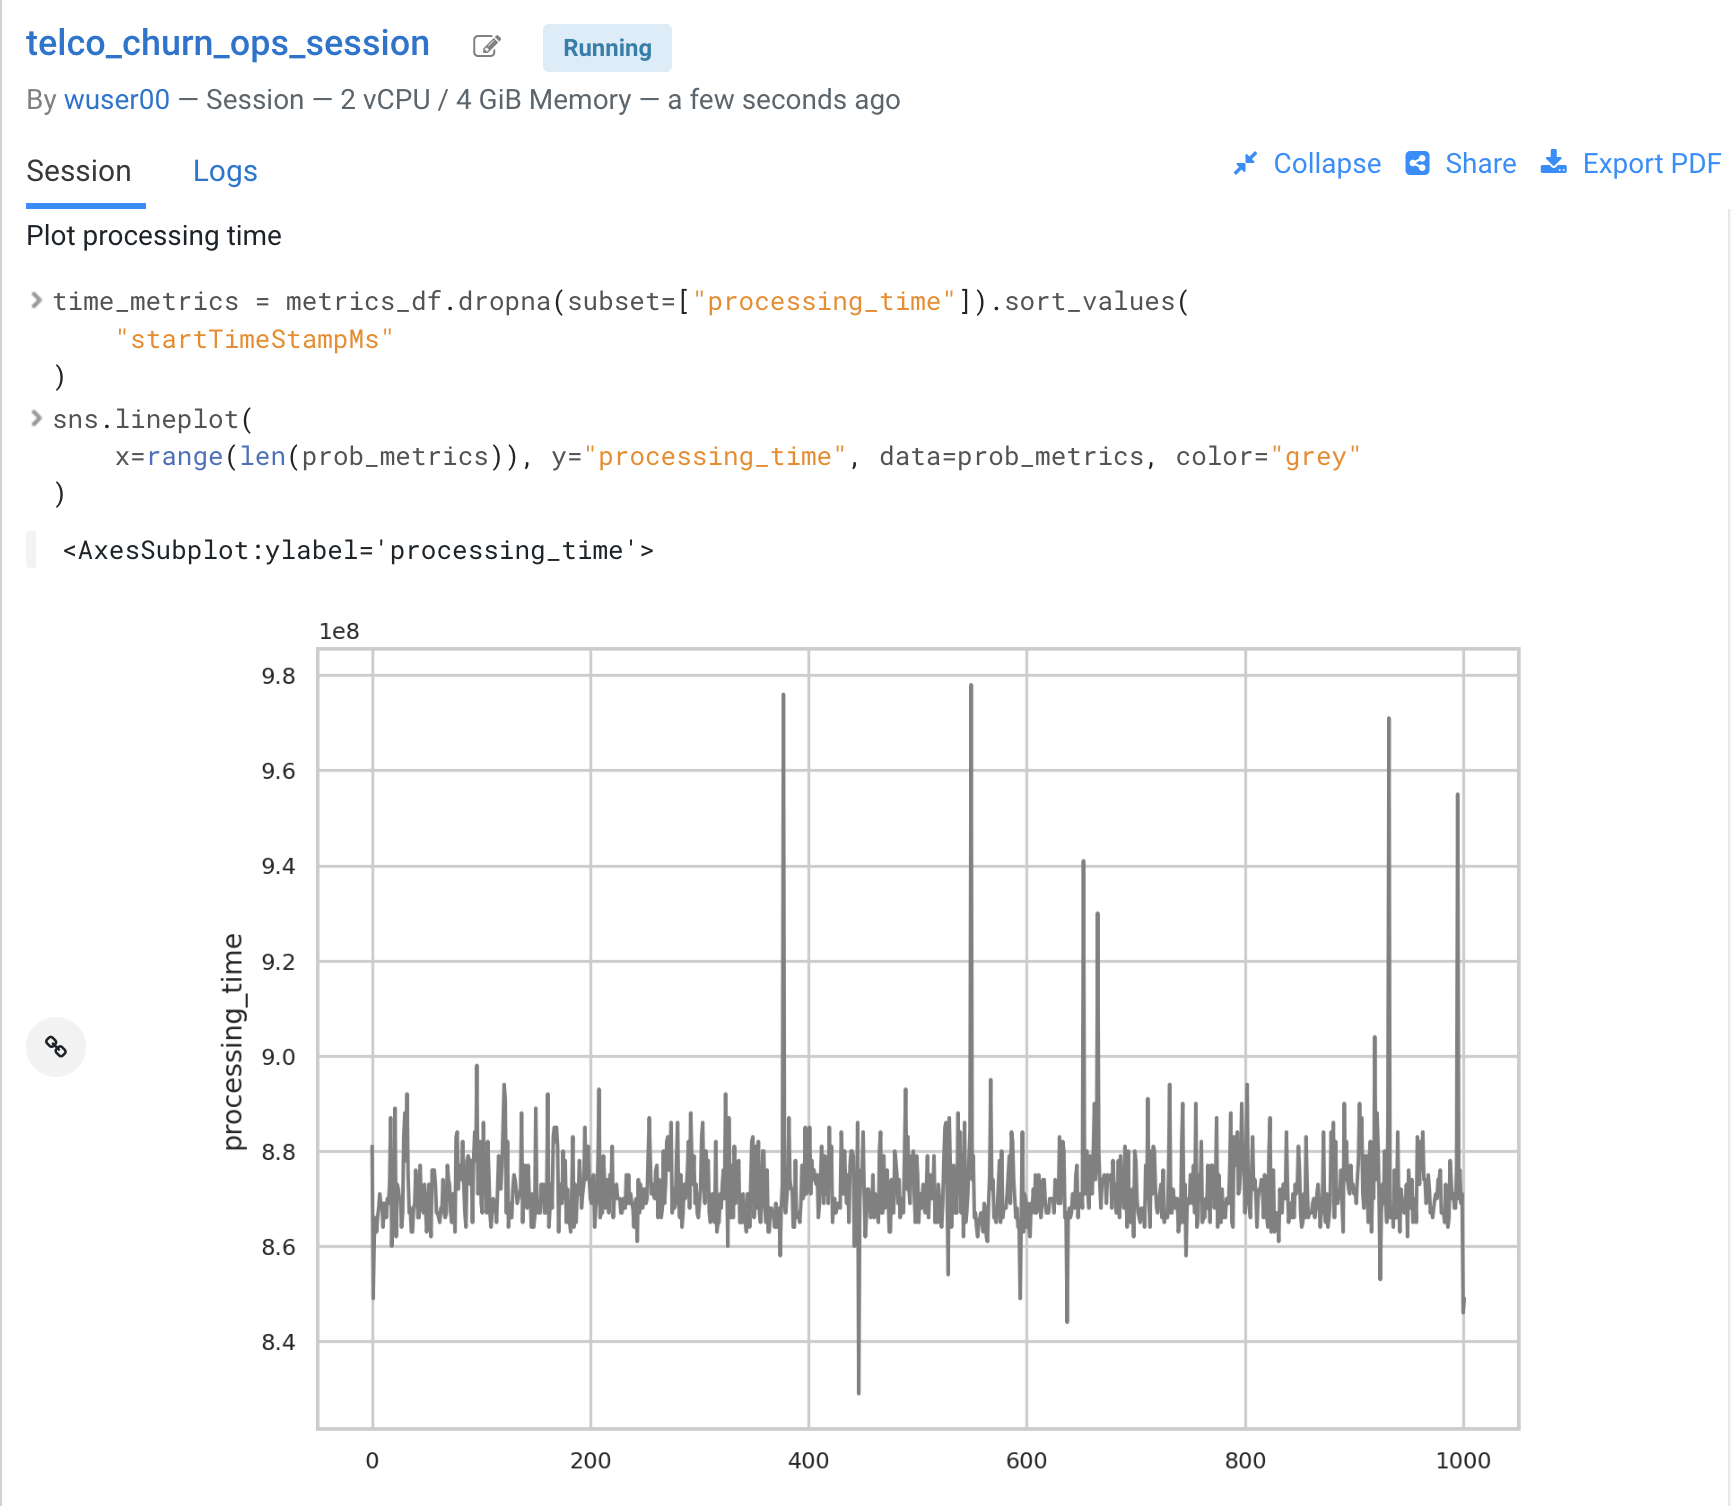 telco_churn_ops_session Running
By wuser00 — Session — 2 vCPU / 4 GiB Memory — a few seconds ago
Session Logs Collapse Share Export PDF
Plot processing time
time_metrics = metrics_df.dropna(subset=["processing_time"]).sort_values(
"startTimeStampMs"
)
sns.lineplot(
x=range(len(prob_metrics)), y="processing_time", data=prob_metrics, color="grey"
)
<AxesSubplot:ylabel='processing_time'>
1e8
9.8
9.6
9.4
9.2
9.0
8.8
8.6
8.4
processing_time
0 200 400 600 800 1000